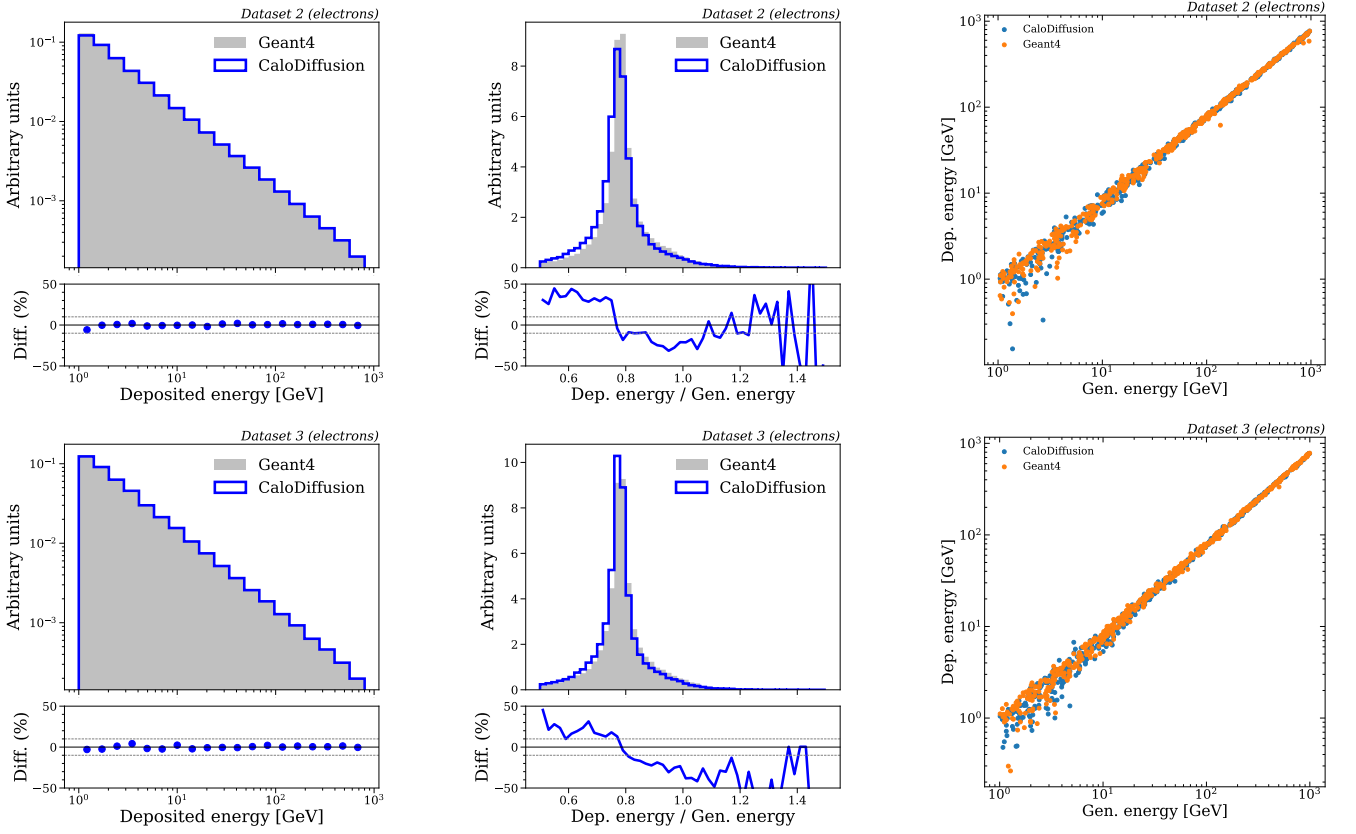 Dataset 2 (electrons)
Geant4
CaloDiffusion
Arbitrary units
10⁻¹
10⁻²
10⁻³
Diff. (%)
50
0
−50
10⁰
10¹
10²
10³
Deposited energy [GeV]
Dataset 2 (electrons)
Geant4
CaloDiffusion
Arbitrary units
8
6
4
2
0
Diff. (%)
50
0
−50
0.6
0.8
1.0
1.2
1.4
Dep. energy / Gen. energy
Dataset 2 (electrons)
CaloDiffusion
Geant4
Dep. energy [GeV]
10³
10²
10¹
10⁰
10⁰
10¹
10²
10³
Gen. energy [GeV]
Dataset 3 (electrons)
Geant4
CaloDiffusion
Arbitrary units
10⁻¹
10⁻²
10⁻³
Diff. (%)
50
0
−50
10⁰
10¹
10²
10³
Deposited energy [GeV]
Dataset 3 (electrons)
Geant4
CaloDiffusion
Arbitrary units
10
8
6
4
2
0
Diff. (%)
50
0
−50
0.6
0.8
1.0
1.2
1.4
Dep. energy / Gen. energy
Dataset 3 (electrons)
CaloDiffusion
Geant4
Dep. energy [GeV]
10³
10²
10¹
10⁰
10⁰
10¹
10²
10³
Gen. energy [GeV]